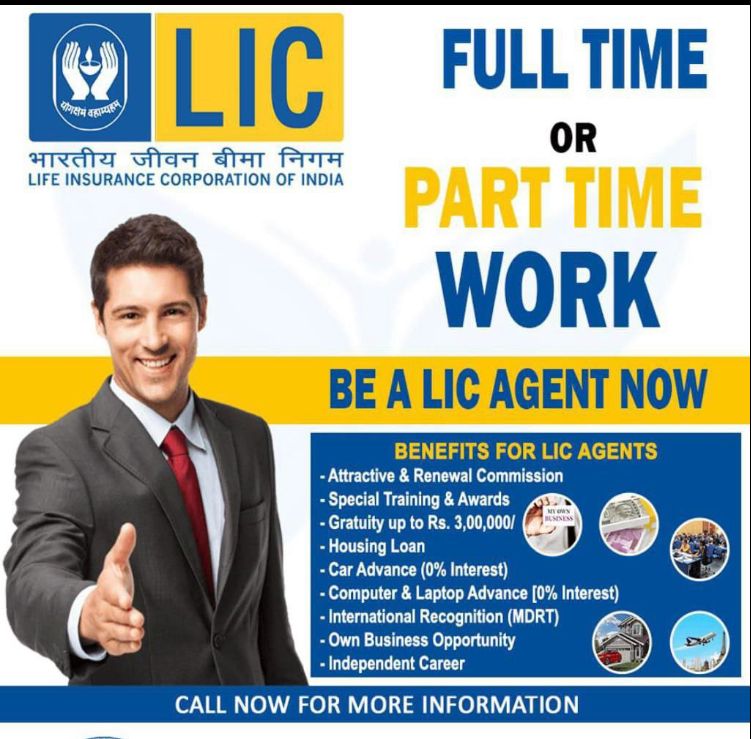 योगक्षेमं वहाम्यहम्
LIC
भारतीय जीवन बीमा निगम
LIFE INSURANCE CORPORATION OF INDIA
FULL TIME
OR
PART TIME
WORK
BE A LIC AGENT NOW
BENEFITS FOR LIC AGENTS
- Attractive & Renewal Commission
- Special Training & Awards
- Gratuity up to Rs. 3,00,000/
- Housing Loan
- Car Advance (0% Interest)
- Computer & Laptop Advance [0% Interest)
- International Recognition (MDRT)
- Own Business Opportunity
- Independent Career
MY OWN
BUSINESS
CALL NOW FOR MORE INFORMATION